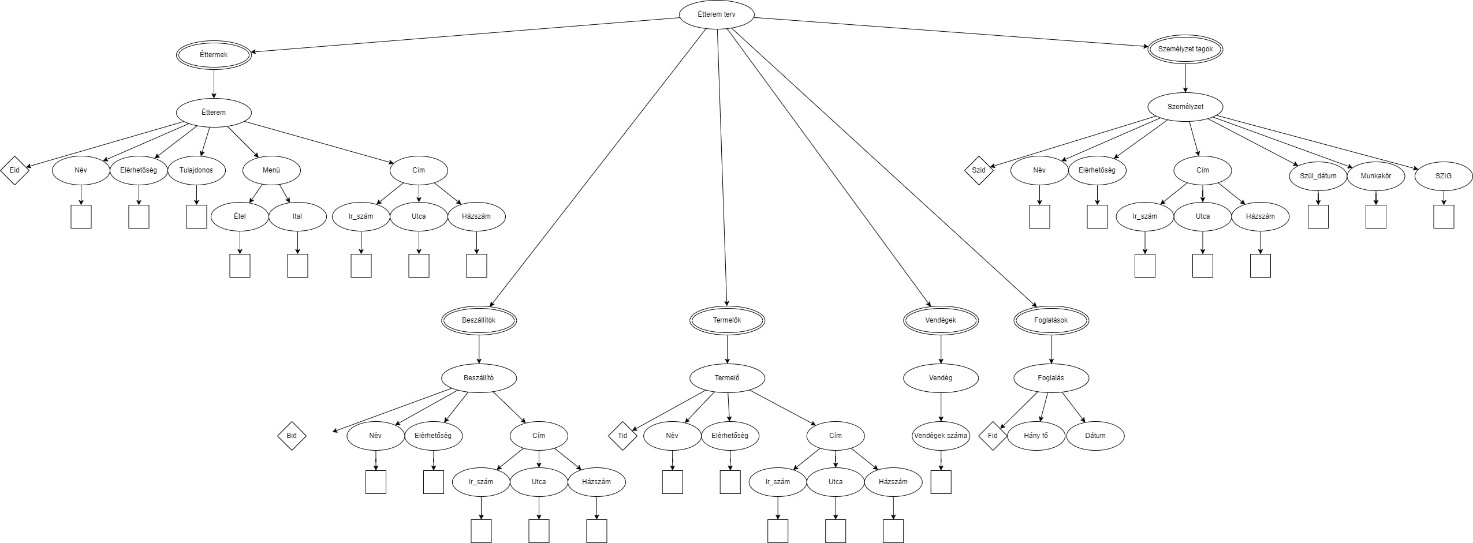 Étterem terv
Éttermek
Személyzet tagok
Étterem
Személyzet
Eid
Név
Elérhetőség
Tulajdonos
Menü
Cím
Szid
Név
Elérhetőség
Cím
Szül_dátum
Munkakör
SZIG
Étel
Ital
Ir_szám
Utca
Házszám
Ir_szám
Utca
Házszám
Beszállítók
Termelők
Vendégek
Foglalások
Beszállító
Termelő
Vendég
Foglalás
Bid
Név
Elérhetőség
Cím
Tid
Név
Elérhetőség
Cím
Vendégek száma
Fid
Hány fő
Dátum
Ir_szám
Utca
Házszám
Ir_szám
Utca
Házszám